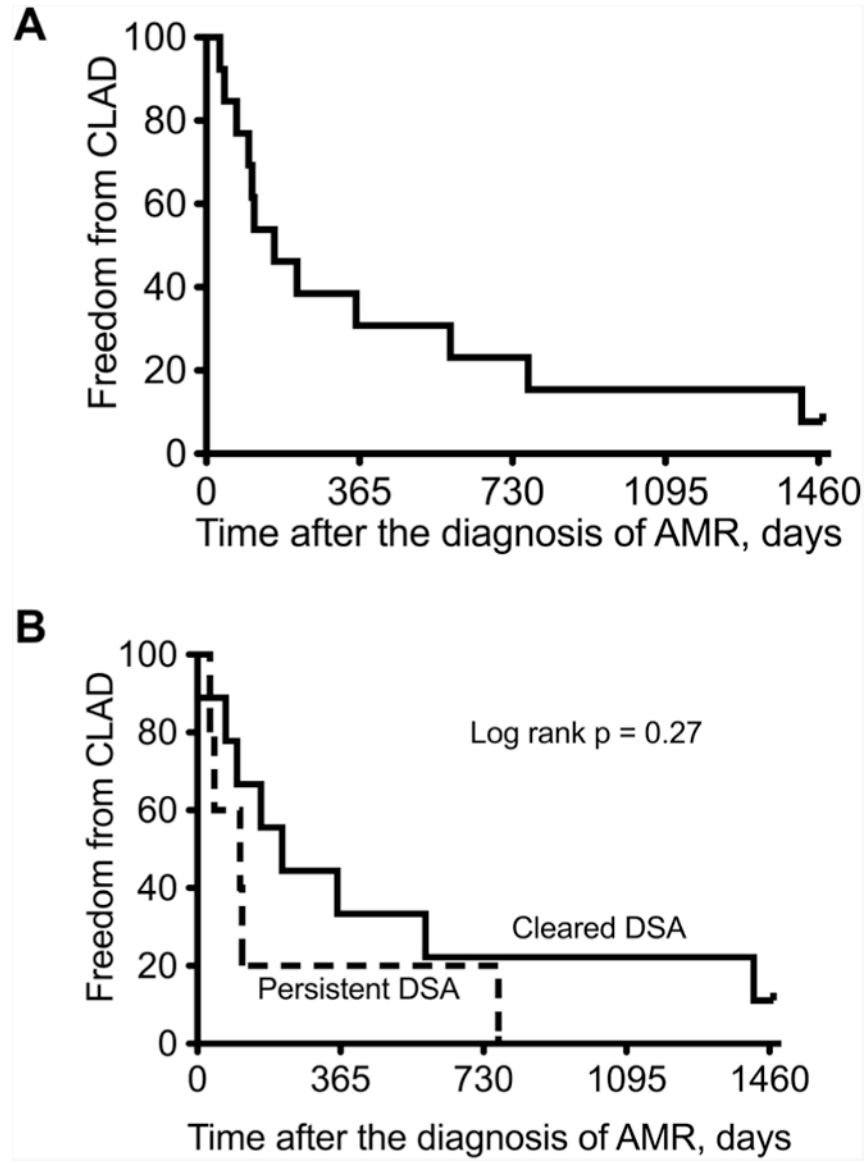 A
Freedom from CLAD
100
80
60
40
20
0
0 365 730 1095 1460
Time after the diagnosis of AMR, days
B
Freedom from CLAD
100
80
60
40
20
0
Log rank p = 0.27
Cleared DSA
Persistent DSA
0 365 730 1095 1460
Time after the diagnosis of AMR, days